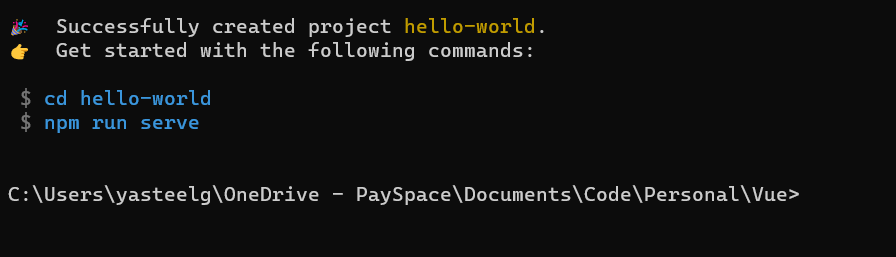 🎉  Successfully created project hello-world.
👉  Get started with the following commands:
$ cd hello-world
$ npm run serve
C:\Users\yasteelg\OneDrive - PaySpace\Documents\Code\Personal\Vue>